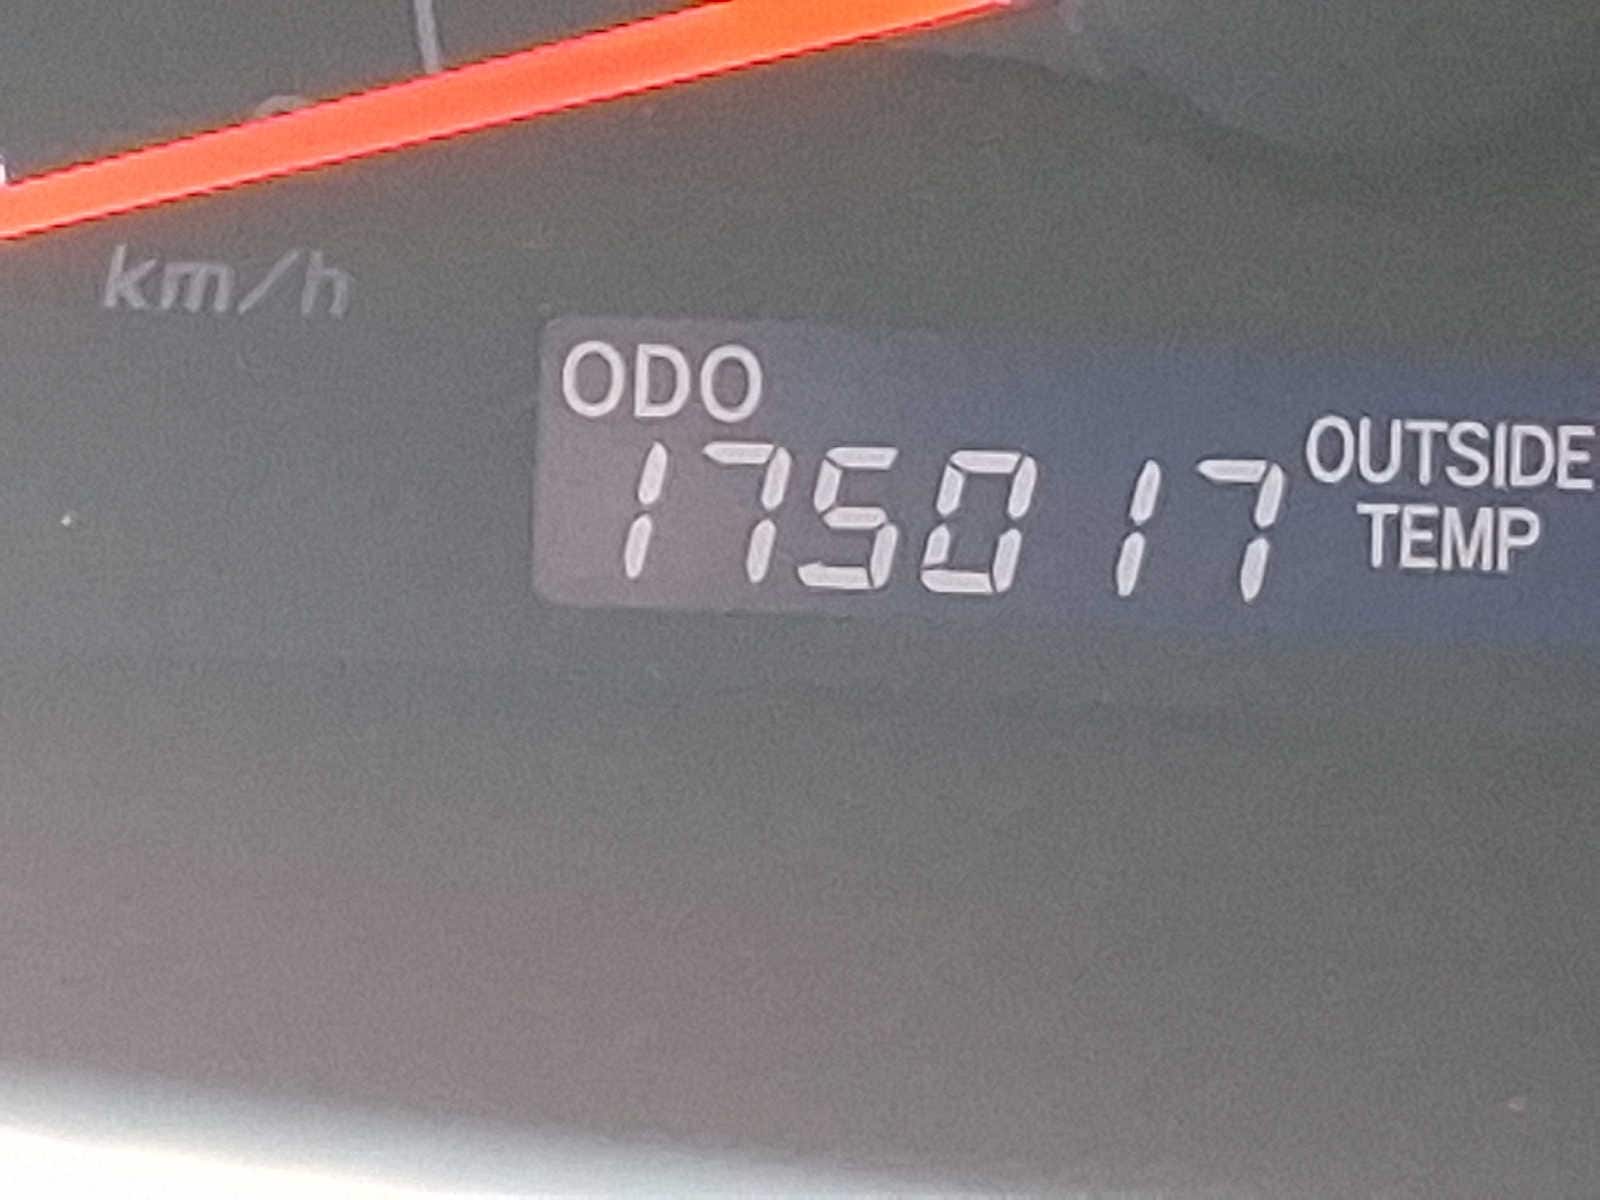 km/h
ODO
175017
OUTSIDE
TEMP